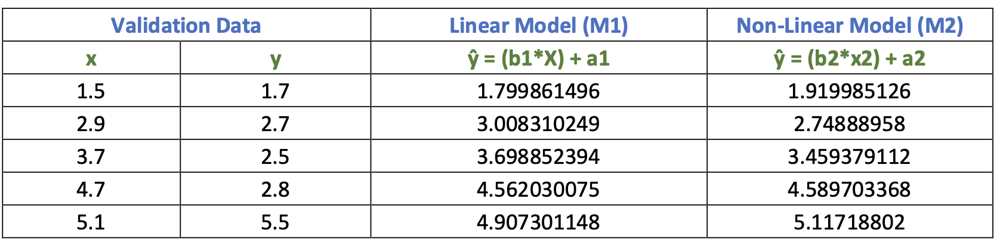 Validation Data Linear Model (M1) Non-Linear Model (M2)
x y ŷ = (b1*X) + a1 ŷ = (b2*x2) + a2
1.5 1.7 1.799861496 1.919985126
2.9 2.7 3.008310249 2.74888958
3.7 2.5 3.698852394 3.459379112
4.7 2.8 4.562030075 4.589703368
5.1 5.5 4.907301148 5.11718802